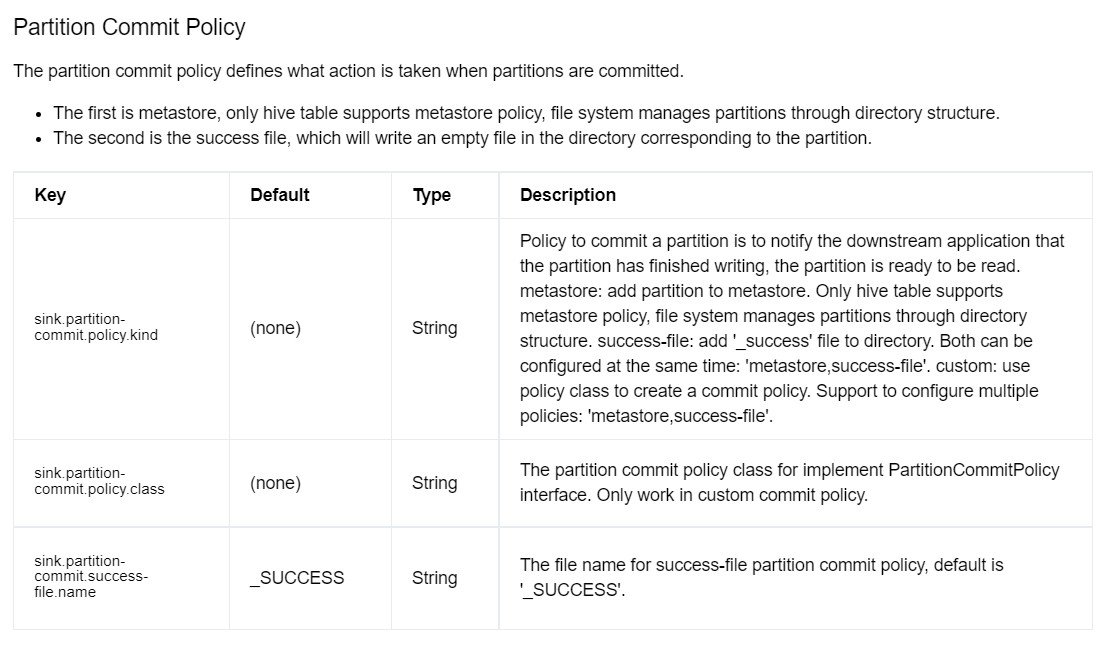 Partition Commit Policy
The partition commit policy defines what action is taken when partitions are committed.
• The first is metastore, only hive table supports metastore policy, file system manages partitions through directory structure.
• The second is the success file, which will write an empty file in the directory corresponding to the partition.
Key Default Type Description
sink.partition-
commit.policy.kind
(none)
String
Policy to commit a partition is to notify the downstream application that
the partition has finished writing, the partition is ready to be read.
metastore: add partition to metastore. Only hive table supports
metastore policy, file system manages partitions through directory
structure. success-file: add '_success' file to directory. Both can be
configured at the same time: 'metastore,success-file'. custom: use
policy class to create a commit policy. Support to configure multiple
policies: 'metastore,success-file'.
sink.partition-
commit.policy.class
(none)
String
The partition commit policy class for implement PartitionCommitPolicy
interface. Only work in custom commit policy.
sink.partition-
commit.success-
file.name
_SUCCESS
String
The file name for success-file partition commit policy, default is
'_SUCCESS'.